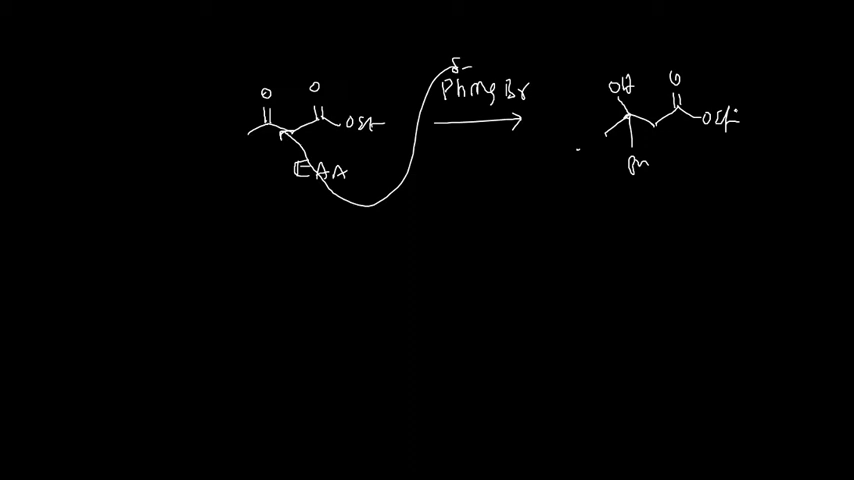 δ-
O O OH O
PhMgBr
OEt OEt
EAA Ph